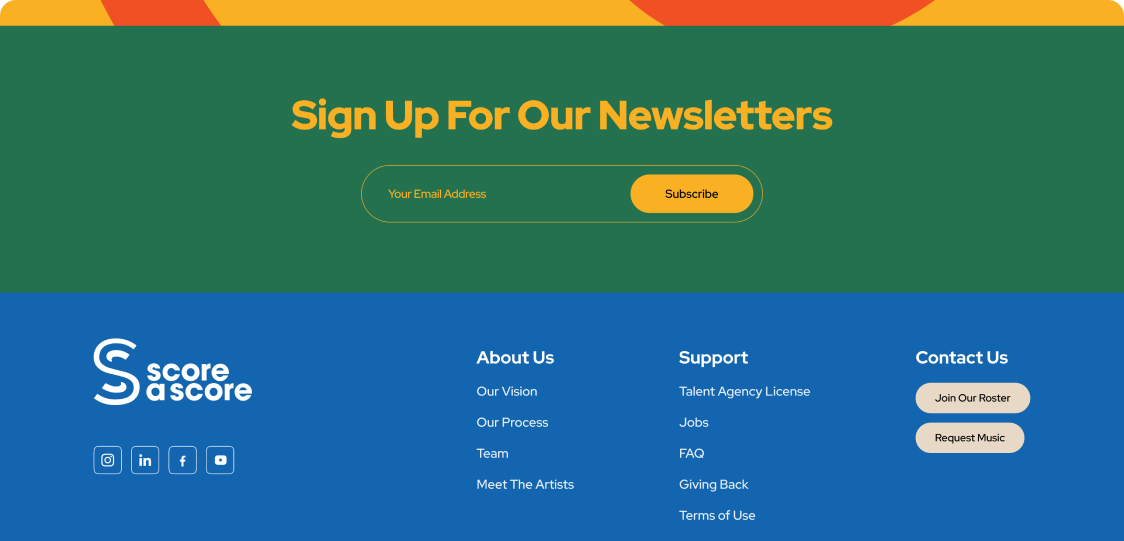 Sign Up For Our Newsletters
Your Email Address
Subscribe
score
a score
About Us
Our Vision
Our Process
Team
Meet The Artists
Support
Talent Agency License
Jobs
FAQ
Giving Back
Terms of Use
Contact Us
Join Our Roster
Request Music